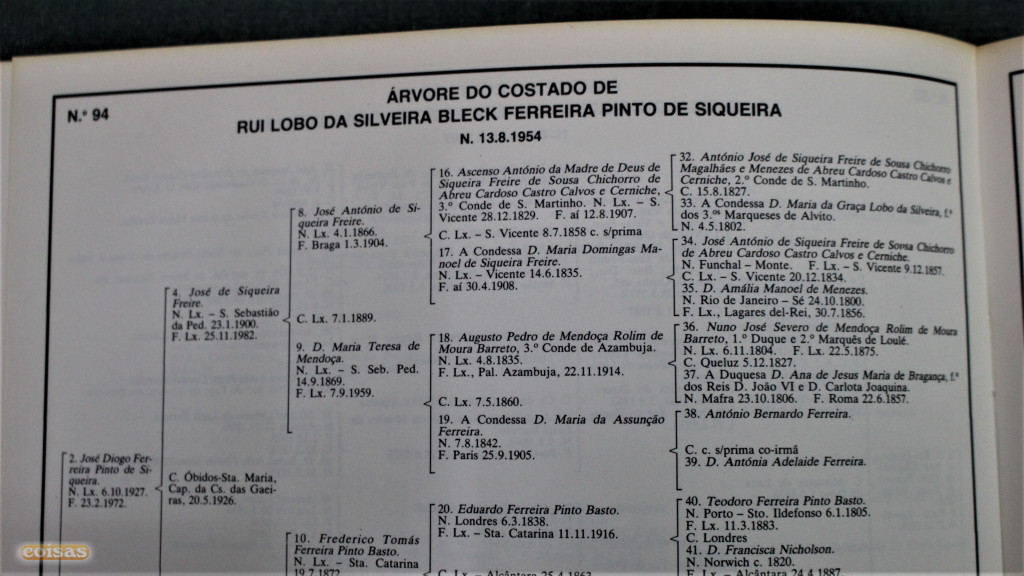 N.º 94
ÁRVORE DO COSTADO DE
RUI LOBO DA SILVEIRA BLECK FERREIRA PINTO DE SIQUEIRA
N. 13.8.1954
2. José Diogo Fer-
reira Pinto de Si-
queira.
N. Lx. 6.10.1927.
F. 23.2.1972.
4. José de Siqueira
Freire.
N. Lx. – S. Sebastião
da Ped. 23.1.1900.
F. Lx. 25.11.1982.
C. Óbidos-Sta. Maria,
Cap. da Cs. das Gaei-
ras, 20.5.1926.
8. José António de Si-
queira Freire.
N. Lx. 4.1.1866.
F. Braga 1.3.1904.
C. Lx. 7.1.1889.
9. D. Maria Teresa de
Mendoça.
N. Lx. – S. Seb. Ped.
14.9.1869.
F. Lx. 7.9.1959.
10. Frederico Tomás
Ferreira Pinto Basto.
N. Lx. – Sta. Catarina
19.7.1872
16. Ascenso António da Madre de Deus de
Siqueira Freire de Sousa Chichorro de
Abreu Cardoso Castro Calvos e Cerniche,
3.º Conde de S. Martinho. N. Lx. – S.
Vicente 28.12.1829. F. aí 12.8.1907.
C. Lx. – S. Vicente 8.7.1858 c. s/prima
17. A Condessa D. Maria Domingas Ma-
noel de Siqueira Freire.
N. Lx. – Vicente 14.6.1835.
F. aí 30.4.1908.
18. Augusto Pedro de Mendoça Rolim de
Moura Barreto, 3.º Conde de Azambuja.
N. Lx. 4.8.1835.
F. Lx., Pal. Azambuja, 22.11.1914.
C. Lx. 7.5.1860.
19. A Condessa D. Maria da Assunção
Ferreira.
N. 7.8.1842.
F. Paris 25.9.1905.
20. Eduardo Ferreira Pinto Basto.
N. Londres 6.3.1838.
F. Lx. – Sta. Catarina 11.11.1916.
C. Lx – Alcântara 25.4.1863
32. António José de Siqueira Freire de Sousa Chichorro
Magalhães e Menezes de Abreu Cardoso Castro Calvos e
Cerniche, 2.º Conde de S. Martinho.
C. 15.8.1827.
33. A Condessa D. Maria da Graça Lobo da Silveira, f.ª
dos 3.ºs Marqueses de Alvito.
N. 4.5.1802.
34. José António de Siqueira Freire de Sousa Chichorro
de Abreu Cardoso Castro Calvos e Cerniche.
N. Funchal – Monte. F. Lx. – S. Vicente 9.12.1857.
C. Lx. – S. Vicente 20.12.1834.
35. D. Amália Manoel de Menezes.
N. Rio de Janeiro – Sé 24.10.1800.
F. Lx., Lagares del-Rei, 30.7.1856.
36. Nuno José Severo de Mendoça Rolim de Moura
Barreto, 1.º Duque e 2.º Marquês de Loulé.
N. Lx. 6.11.1804. F. Lx. 22.5.1875.
C. Queluz 5.12.1827.
37. A Duquesa D. Ana de Jesus Maria de Bragança, f.ª
dos Reis D. João VI e D. Carlota Joaquina.
N. Mafra 23.10.1806. F. Roma 22.6.1857.
38. António Bernardo Ferreira.
C. c. s/prima co-irmã
39. D. Antónia Adelaide Ferreira.
40. Teodoro Ferreira Pinto Basto.
N. Porto – Sto. Ildefonso 6.1.1805.
F. Lx. 11.3.1883.
C. Londres
41. D. Francisca Nicholson.
N. Norwich c. 1820.
F. Lx – Alcântara 24.4.1887.
coisas